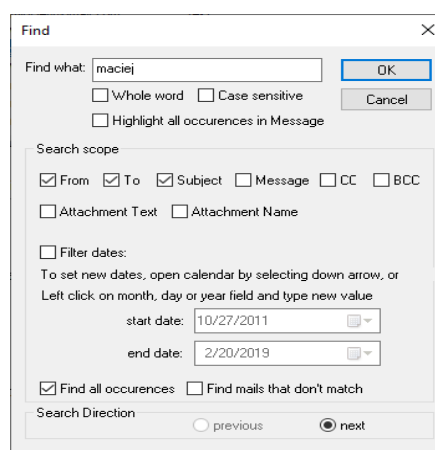 Find
Find what: maciej OK
Whole word Case sensitive Cancel
Highlight all occurences in Message
Search scope
From To Subject Message CC BCC
Attachment Text Attachment Name
Filter dates:
To set new dates, open calendar by selecting down arrow, or
Left click on month, day or year field and type new value
start date: 10/27/2011
end date: 2/20/2019
Find all occurences Find mails that don't match
Search Direction
previous next